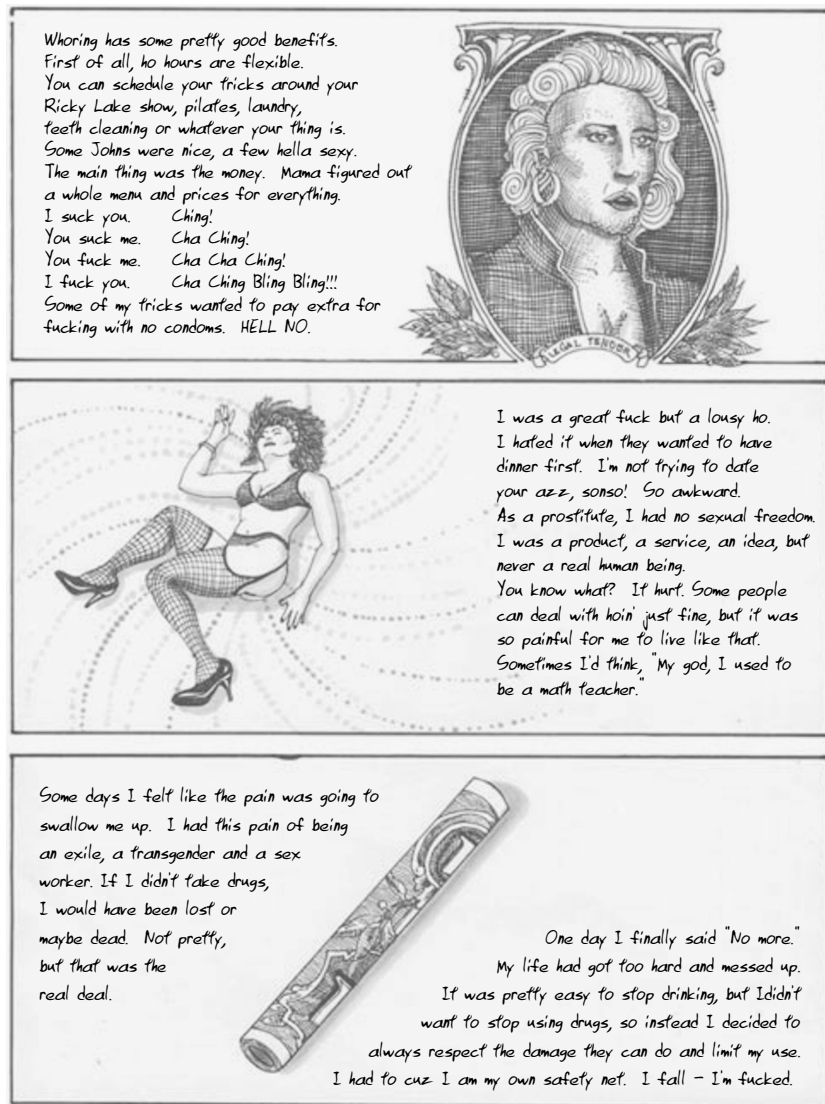 Whoring has some pretty good benefits.
First of all, ho hours are flexible.
You can schedule your tricks around your
Ricky Lake show, pilates, laundry,
teeth cleaning or whatever your thing is.
Some Johns were nice, a few hella sexy.
The main thing was the money. Mama figured out
a whole menu and prices for everything.
I suck you. Ching!
You suck me. Cha Ching!
You fuck me. Cha Cha Ching!
I fuck you. Cha Ching Bling Bling!!!
Some of my tricks wanted to pay extra for
fucking with no condoms. HELL NO.
LEGAL TENDOR
I was a great fuck but a lousy ho.
I hated it when they wanted to have
dinner first. I'm not trying to date
your azz, sonso! So awkward.
As a prostitute, I had no sexual freedom.
I was a product, a service, an idea, but
never a real human being.
You know what? It hurt. Some people
can deal with hoin' just fine, but it was
so painful for me to live like that.
Sometimes I'd think, "My god, I used to
be a math teacher."
Some days I felt like the pain was going to
swallow me up. I had this pain of being
an exile, a transgender and a sex
worker. If I didn't take drugs,
I would have been lost or
maybe dead. Not pretty,
but that was the
real deal.
One day I finally said "No more."
My life had got too hard and messed up.
It was pretty easy to stop drinking, but Ididn't
want to stop using drugs, so instead I decided to
always respect the damage they can do and limit my use.
I had to cuz I am my own safety net. I fall - I'm fucked.